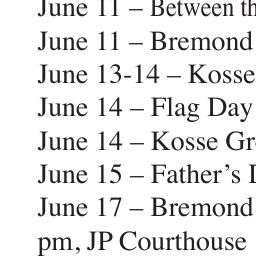 June 11 – Between th
June 11 – Bremond
June 13-14 – Kosse
June 14 – Flag Day
June 14 – Kosse Gr
June 15 – Father’s
June 17 – Bremond
pm, JP Courthouse